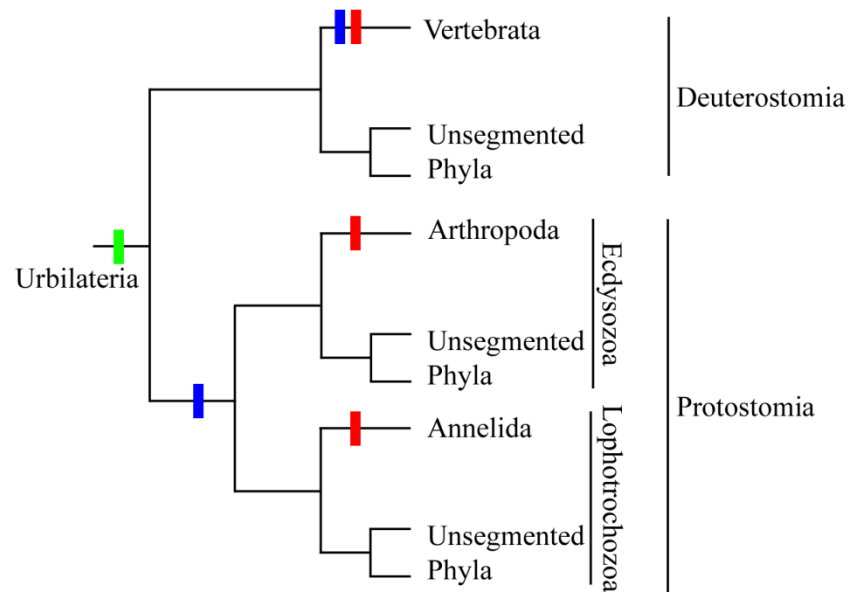 Vertebrata
Deuterostomia
Unsegmented
Phyla
Urbilateria
Arthropoda
Ecdysozoa
Unsegmented
Phyla
Protostomia
Annelida
Lophotrochozoa
Unsegmented
Phyla